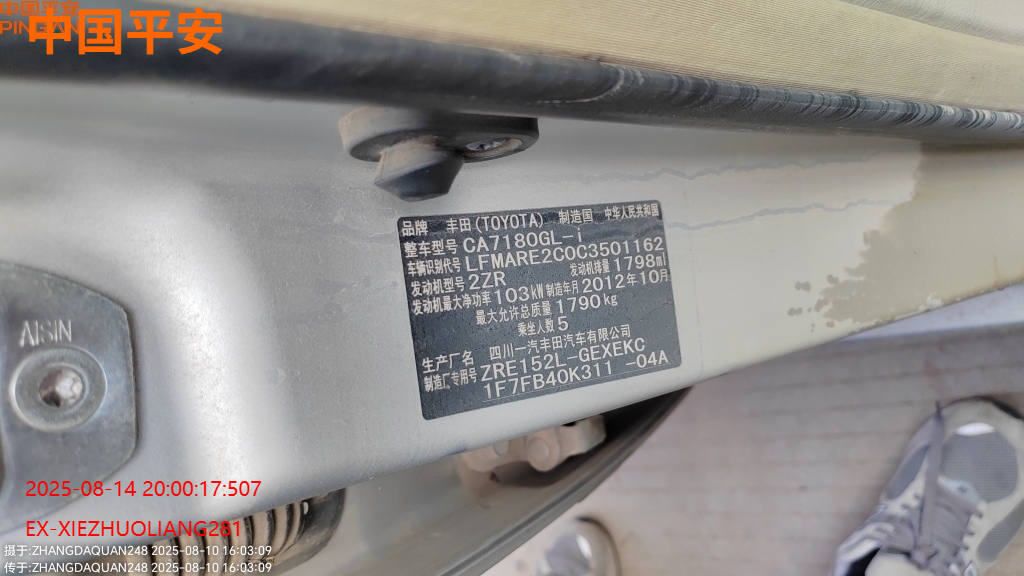 中国平安
PINGAN
中国平安
品牌 丰田(TOYOTA) 制造国 中华人民共和国
整车型号 CA7180GL-i
车辆识别代号 LFMARE2C0C3501162
发动机型号 2ZR 发动机排量 1798ml
发动机最大净功率 103kW 制造年月 2012年10月
最大允许总质量 1790kg
乘坐人数 5
生产厂名 四川一汽丰田汽车有限公司
制造厂专用号 ZRE152L-GEXEKC
1F7FB40K311 -04A
AISIN
2025-08-14 20:00:17:507
EX-XIEZHUOLIANG281
摄于:ZHANGDAQUAN248 2025-08-10 16:03:09
传于:ZHANGDAQUAN248 2025-08-10 16:03:09